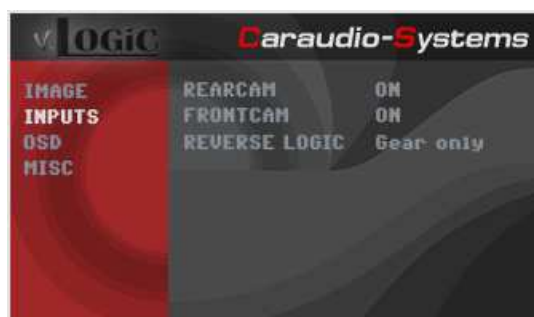 v.LOGiC Caraudio-Systems
IMAGE REARCAM ON
INPUTS FRONTCAM ON
OSD REVERSE LOGIC Gear only
MISC